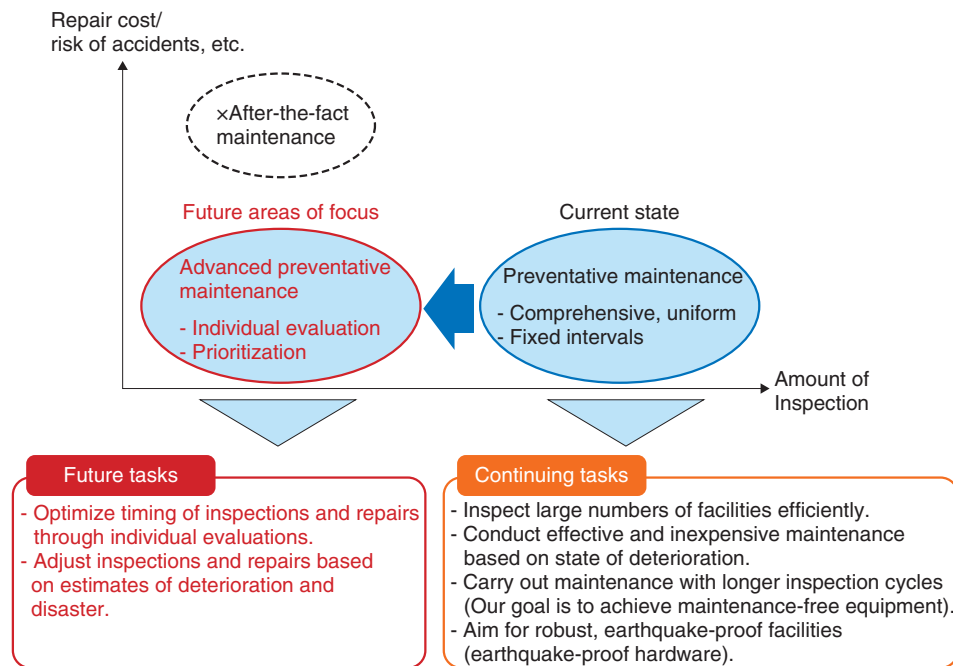 Repair cost/
risk of accidents, etc.
×After-the-fact
maintenance
Future areas of focus
Current state
Advanced preventative
maintenance
- Individual evaluation
- Prioritization
Preventative maintenance
- Comprehensive, uniform
- Fixed intervals
Amount of
Inspection
Future tasks
- Optimize timing of inspections and repairs
through individual evaluations.
- Adjust inspections and repairs based
on estimates of deterioration and
disaster.
Continuing tasks
- Inspect large numbers of facilities efficiently.
- Conduct effective and inexpensive maintenance
based on state of deterioration.
- Carry out maintenance with longer inspection cycles
(Our goal is to achieve maintenance-free equipment).
- Aim for robust, earthquake-proof facilities
(earthquake-proof hardware).